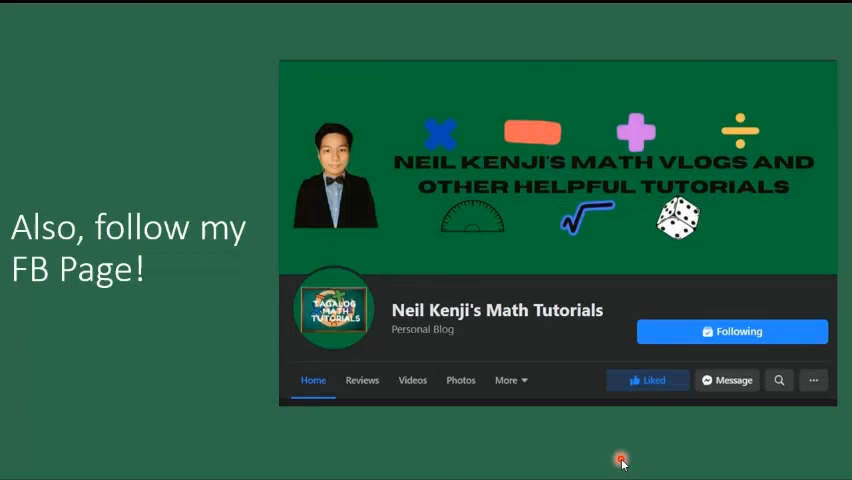 Also, follow my
FB Page!
NEIL KENJI'S MATH VLOGS AND
OTHER HELPFUL TUTORIALS
TAGALOG
MATH
TUTORIALS
Neil Kenji's Math Tutorials
Personal Blog
Following
Home Reviews Videos Photos More
Liked Message